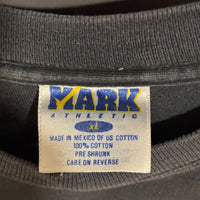 MARK
ATHLETIC
XL
MADE IN MEXICO OF US COTTON
100% COTTON
PRE SHRUNK
CARE ON REVERSE